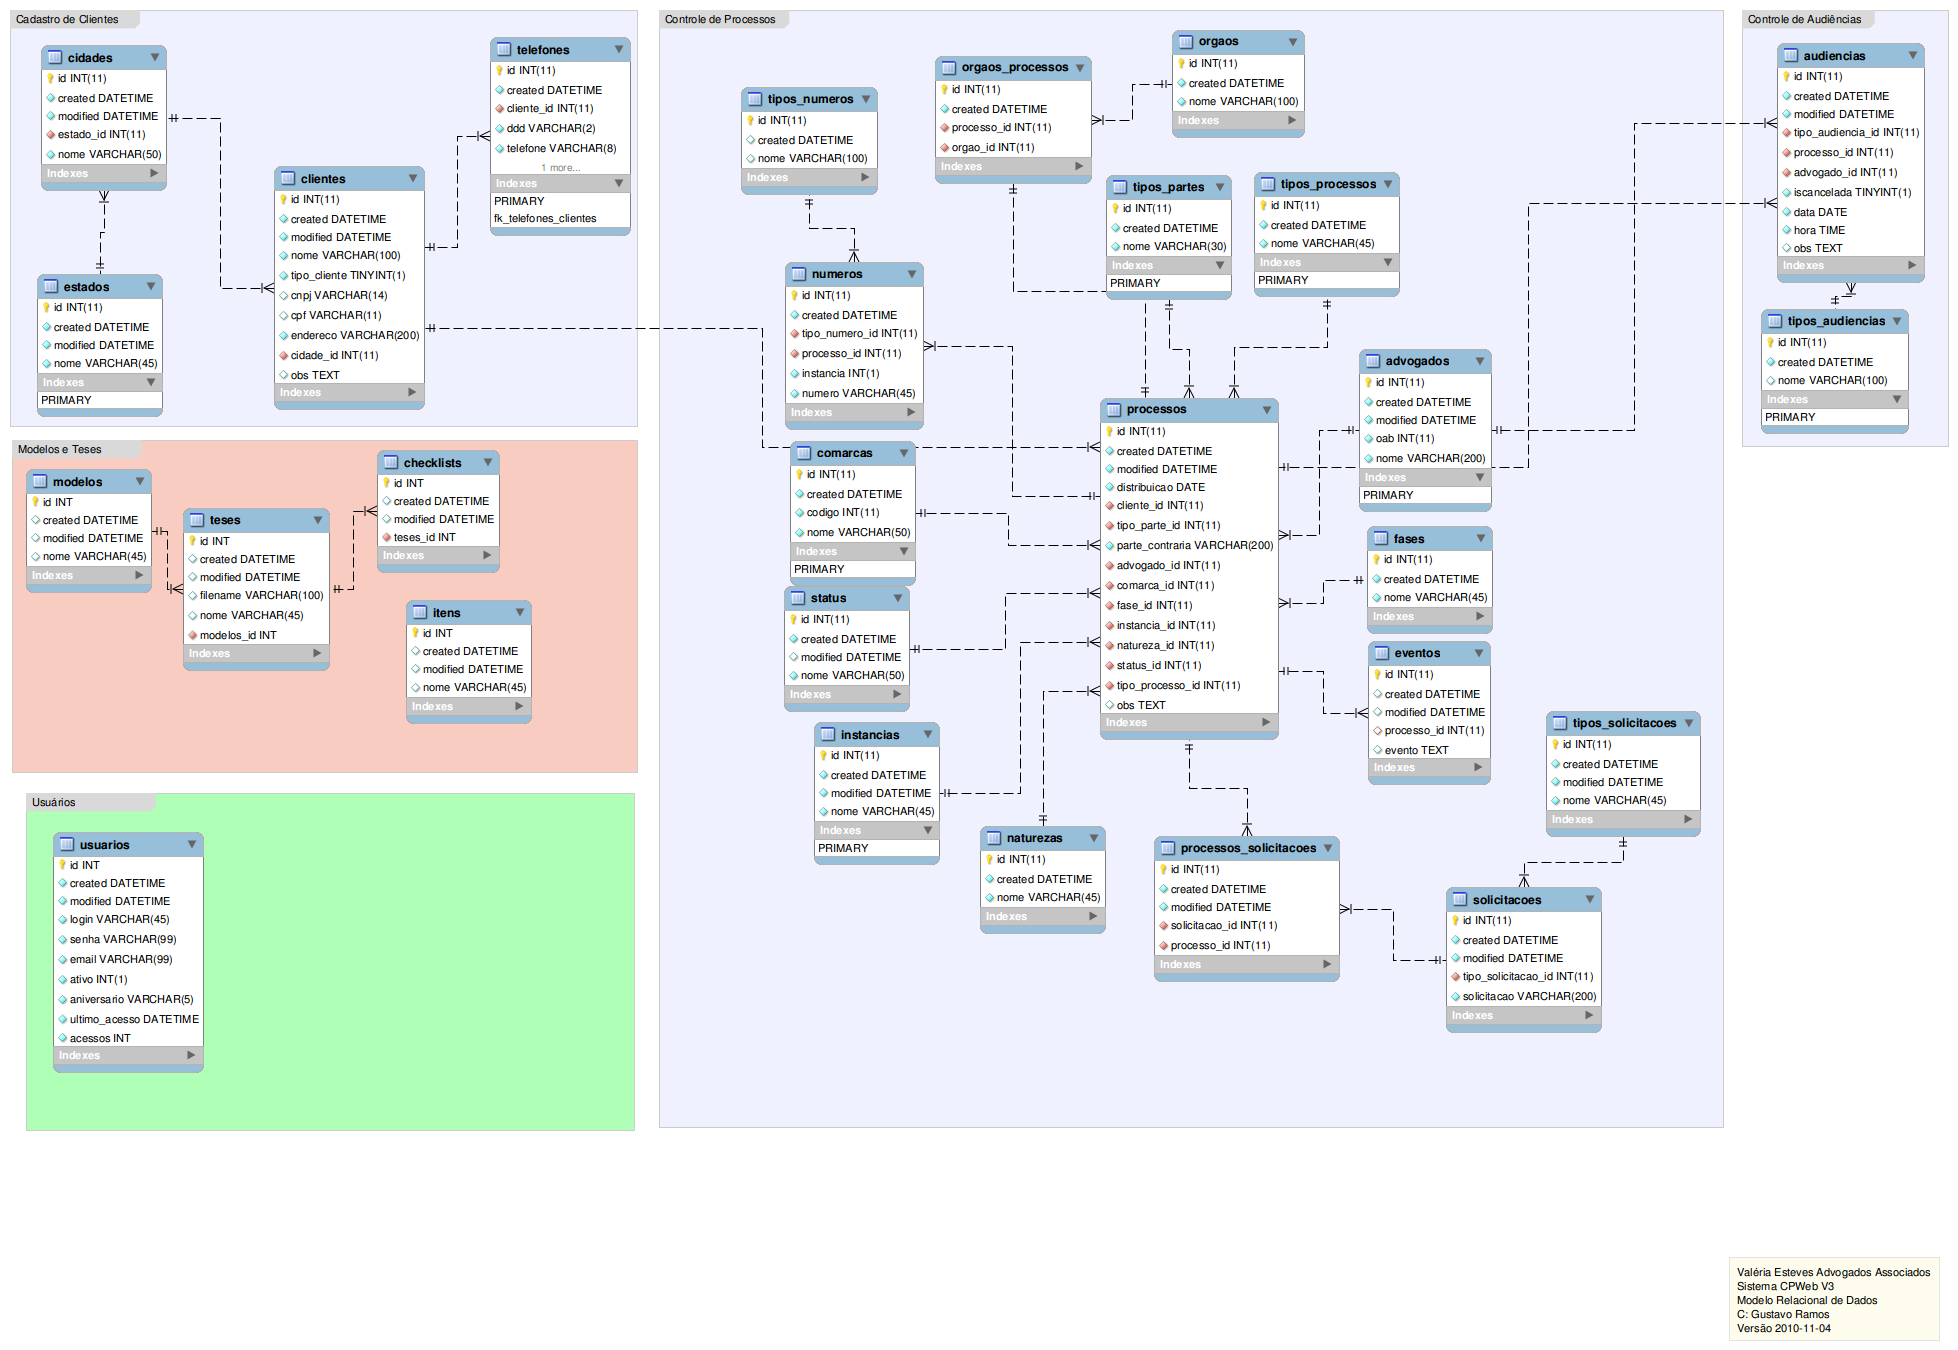 Cadastro de Clientes
cidades
id INT(11)
created DATETIME
modified DATETIME
estado_id INT(11)
nome VARCHAR(50)
Indexes
telefones
id INT(11)
created DATETIME
cliente_id INT(11)
ddd VARCHAR(2)
telefone VARCHAR(8)
1 more...
Indexes
PRIMARY
fk_telefones_clientes
clientes
id INT(11)
created DATETIME
modified DATETIME
nome VARCHAR(100)
tipo_cliente TINYINT(1)
cnpj VARCHAR(14)
cpf VARCHAR(11)
endereco VARCHAR(200)
cidade_id INT(11)
obs TEXT
Indexes
estados
id INT(11)
created DATETIME
modified DATETIME
nome VARCHAR(45)
Indexes
PRIMARY
Modelos e Teses
modelos
id INT
created DATETIME
modified DATETIME
nome VARCHAR(45)
Indexes
teses
id INT
created DATETIME
modified DATETIME
filename VARCHAR(100)
nome VARCHAR(45)
modelos_id INT
Indexes
checklists
id INT
created DATETIME
modified DATETIME
teses_id INT
Indexes
itens
id INT
created DATETIME
modified DATETIME
nome VARCHAR(45)
Indexes
Usuários
usuarios
id INT
created DATETIME
modified DATETIME
login VARCHAR(45)
senha VARCHAR(99)
email VARCHAR(99)
ativo INT(1)
aniversario VARCHAR(5)
ultimo_acesso DATETIME
acessos INT
Indexes
Controle de Processos
tipos_numeros
id INT(11)
created DATETIME
nome VARCHAR(100)
Indexes
orgaos_processos
id INT(11)
created DATETIME
processo_id INT(11)
orgao_id INT(11)
Indexes
orgaos
id INT(11)
created DATETIME
nome VARCHAR(100)
Indexes
tipos_partes
id INT(11)
created DATETIME
nome VARCHAR(30)
Indexes
PRIMARY
tipos_processos
id INT(11)
created DATETIME
nome VARCHAR(45)
Indexes
PRIMARY
numeros
id INT(11)
created DATETIME
tipo_numero_id INT(11)
processo_id INT(11)
instancia INT(1)
numero VARCHAR(45)
Indexes
comarcas
id INT(11)
created DATETIME
codigo INT(11)
nome VARCHAR(50)
Indexes
PRIMARY
status
id INT(11)
created DATETIME
modified DATETIME
nome VARCHAR(50)
Indexes
instancias
id INT(11)
created DATETIME
modified DATETIME
nome VARCHAR(45)
Indexes
PRIMARY
naturezas
id INT(11)
created DATETIME
nome VARCHAR(45)
Indexes
processos
id INT(11)
created DATETIME
modified DATETIME
distribuicao DATE
cliente_id INT(11)
tipo_parte_id INT(11)
parte_contraria VARCHAR(200)
advogado_id INT(11)
comarca_id INT(11)
fase_id INT(11)
instancia_id INT(11)
natureza_id INT(11)
status_id INT(11)
tipo_processo_id INT(11)
obs TEXT
Indexes
advogados
id INT(11)
created DATETIME
modified DATETIME
oab INT(11)
nome VARCHAR(200)
Indexes
PRIMARY
fases
id INT(11)
created DATETIME
nome VARCHAR(45)
Indexes
eventos
id INT(11)
created DATETIME
modified DATETIME
processo_id INT(11)
evento TEXT
Indexes
processos_solicitacoes
id INT(11)
created DATETIME
modified DATETIME
solicitacao_id INT(11)
processo_id INT(11)
Indexes
tipos_solicitacoes
id INT(11)
created DATETIME
modified DATETIME
nome VARCHAR(45)
Indexes
solicitacoes
id INT(11)
created DATETIME
modified DATETIME
tipo_solicitacao_id INT(11)
solicitacao VARCHAR(200)
Indexes
Controle de Audiências
audiencias
id INT(11)
created DATETIME
modified DATETIME
tipo_audiencia_id INT(11)
processo_id INT(11)
advogado_id INT(11)
iscancelada TINYINT(1)
data DATE
hora TIME
obs TEXT
Indexes
tipos_audiencias
id INT(11)
created DATETIME
nome VARCHAR(100)
Indexes
PRIMARY
Valéria Esteves Advogados Associados
Sistema CPWeb V3
Modelo Relacional de Dados
C: Gustavo Ramos
Versão 2010-11-04